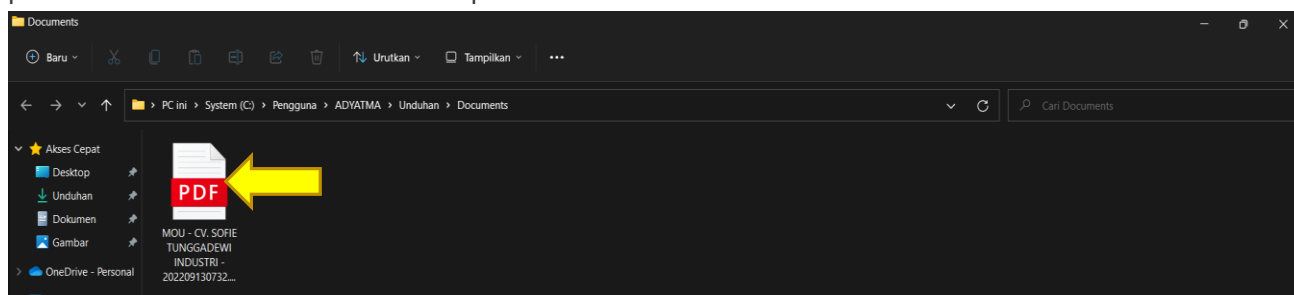 Documents
Baru
Urutkan
Tampilkan
PC ini > System (C:) > Pengguna > ADYATMA > Unduhan > Documents
Cari Documents
Akses Cepat
Desktop
Unduhan
Dokumen
Gambar
OneDrive - Personal
PDF
MOU - CV. SOFIE
TUNGGADEWI
INDUSTRI -
202209130732....